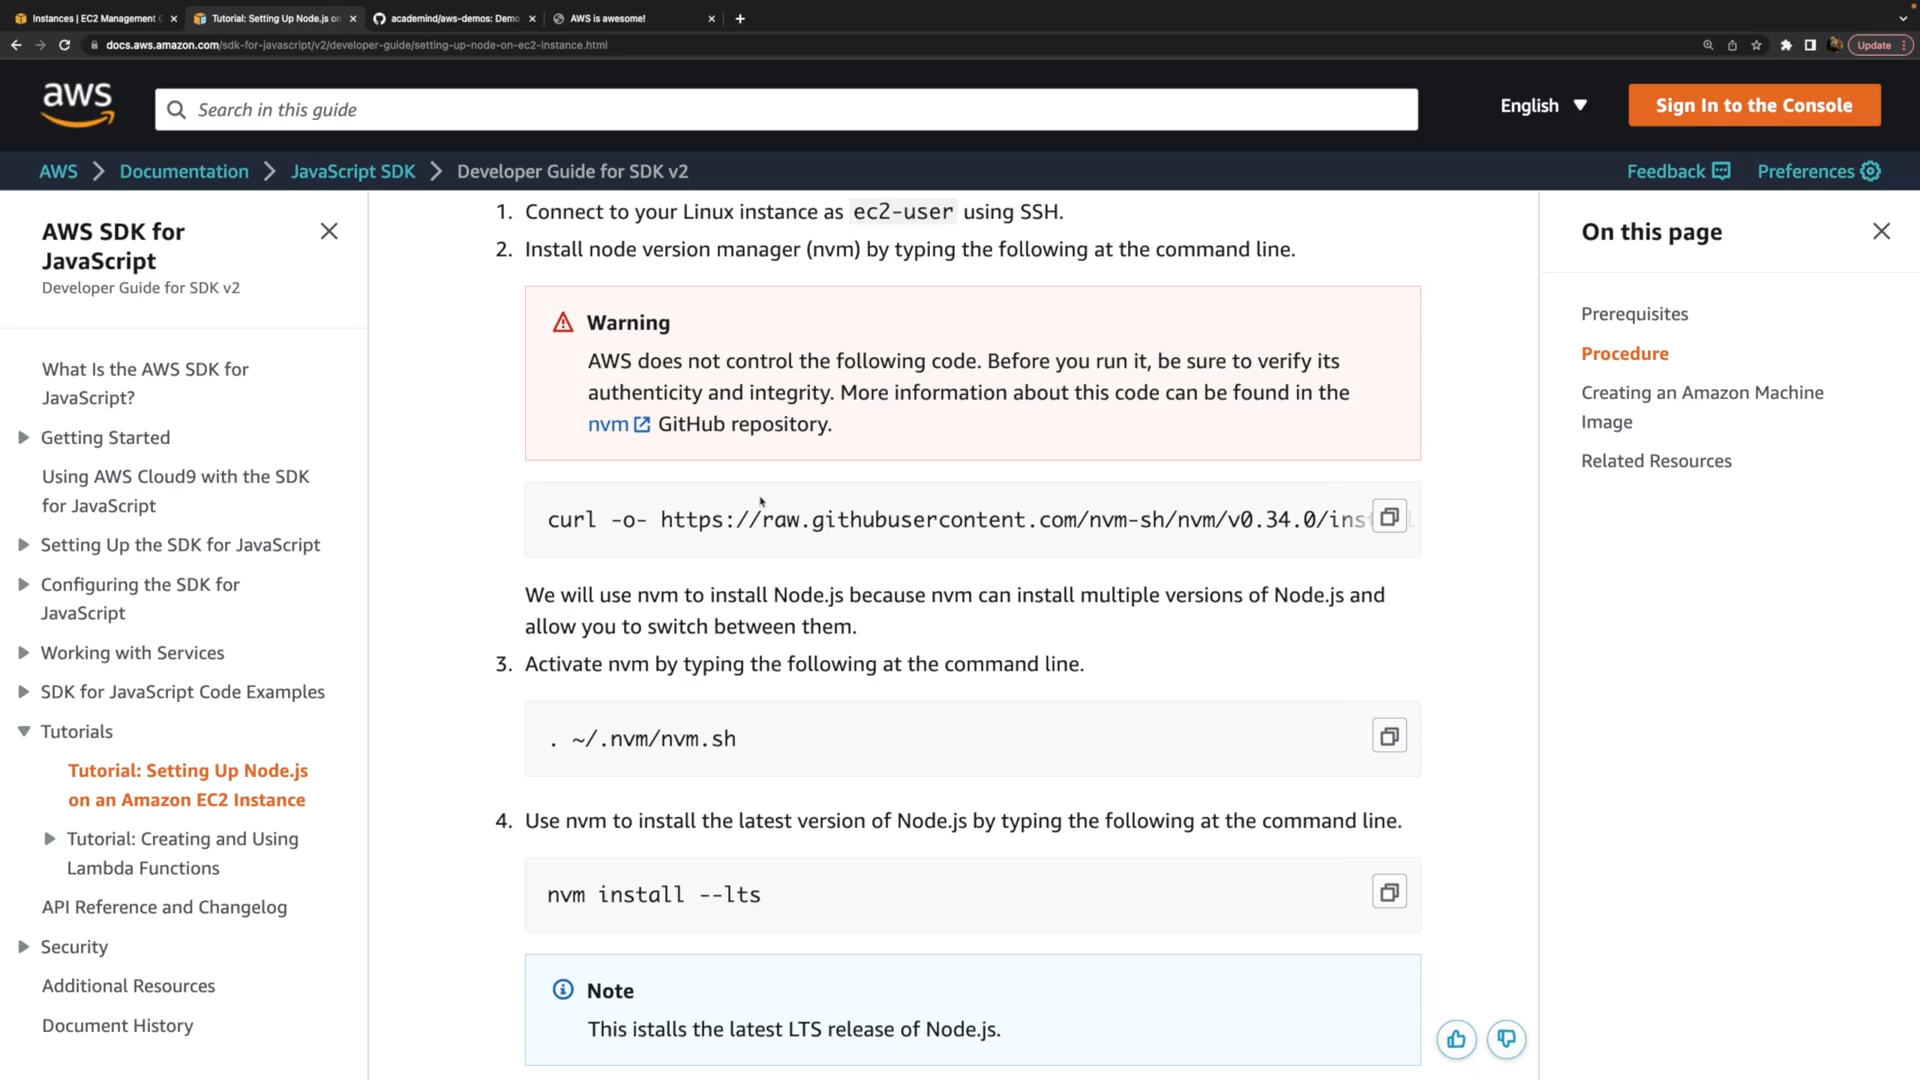 Instances | EC2 Management C
Tutorial: Setting Up Node.js on
academind/aws-demos: Demo
AWS is awesome!
docs.aws.amazon.com/sdk-for-javascript/v2/developer-guide/setting-up-node-on-ec2-instance.html
Update
aws
Search in this guide
English
Sign In to the Console
AWS
Documentation
JavaScript SDK
Developer Guide for SDK v2
Feedback
Preferences
AWS SDK for
JavaScript
Developer Guide for SDK v2
What Is the AWS SDK for
JavaScript?
Getting Started
Using AWS Cloud9 with the SDK
for JavaScript
Setting Up the SDK for JavaScript
Configuring the SDK for
JavaScript
Working with Services
SDK for JavaScript Code Examples
Tutorials
Tutorial: Setting Up Node.js
on an Amazon EC2 Instance
Tutorial: Creating and Using
Lambda Functions
API Reference and Changelog
Security
Additional Resources
Document History
1. Connect to your Linux instance as ec2-user using SSH.
2. Install node version manager (nvm) by typing the following at the command line.
Warning
AWS does not control the following code. Before you run it, be sure to verify its
authenticity and integrity. More information about this code can be found in the
nvm GitHub repository.
curl -o- https://raw.githubusercontent.com/nvm-sh/nvm/v0.34.0/inst
We will use nvm to install Node.js because nvm can install multiple versions of Node.js and
allow you to switch between them.
3. Activate nvm by typing the following at the command line.
. ~/.nvm/nvm.sh
4. Use nvm to install the latest version of Node.js by typing the following at the command line.
nvm install --lts
Note
This istalls the latest LTS release of Node.js.
On this page
Prerequisites
Procedure
Creating an Amazon Machine
Image
Related Resources